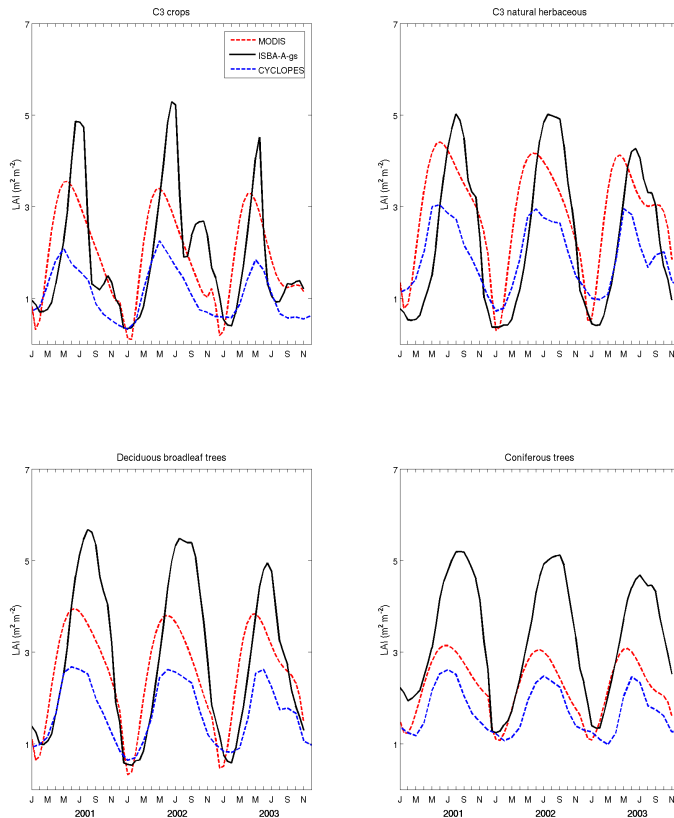 C3 crops
7
5
3
1
LAI (m² m⁻²)
MODIS
ISBA-A-gs
CYCLOPES
J M M J S N J M M J S N J M M J S N
C3 natural herbaceous
7
5
3
1
LAI (m² m⁻²)
J M M J S N J M M J S N J M M J S N
Deciduous broadleaf trees
7
5
3
1
LAI (m² m⁻²)
J M M J S N J M M J S N J M M J S N
2001 2002 2003
Coniferous trees
7
5
3
1
LAI (m² m⁻²)
J M M J S N J M M J S N J M M J S N
2001 2002 2003